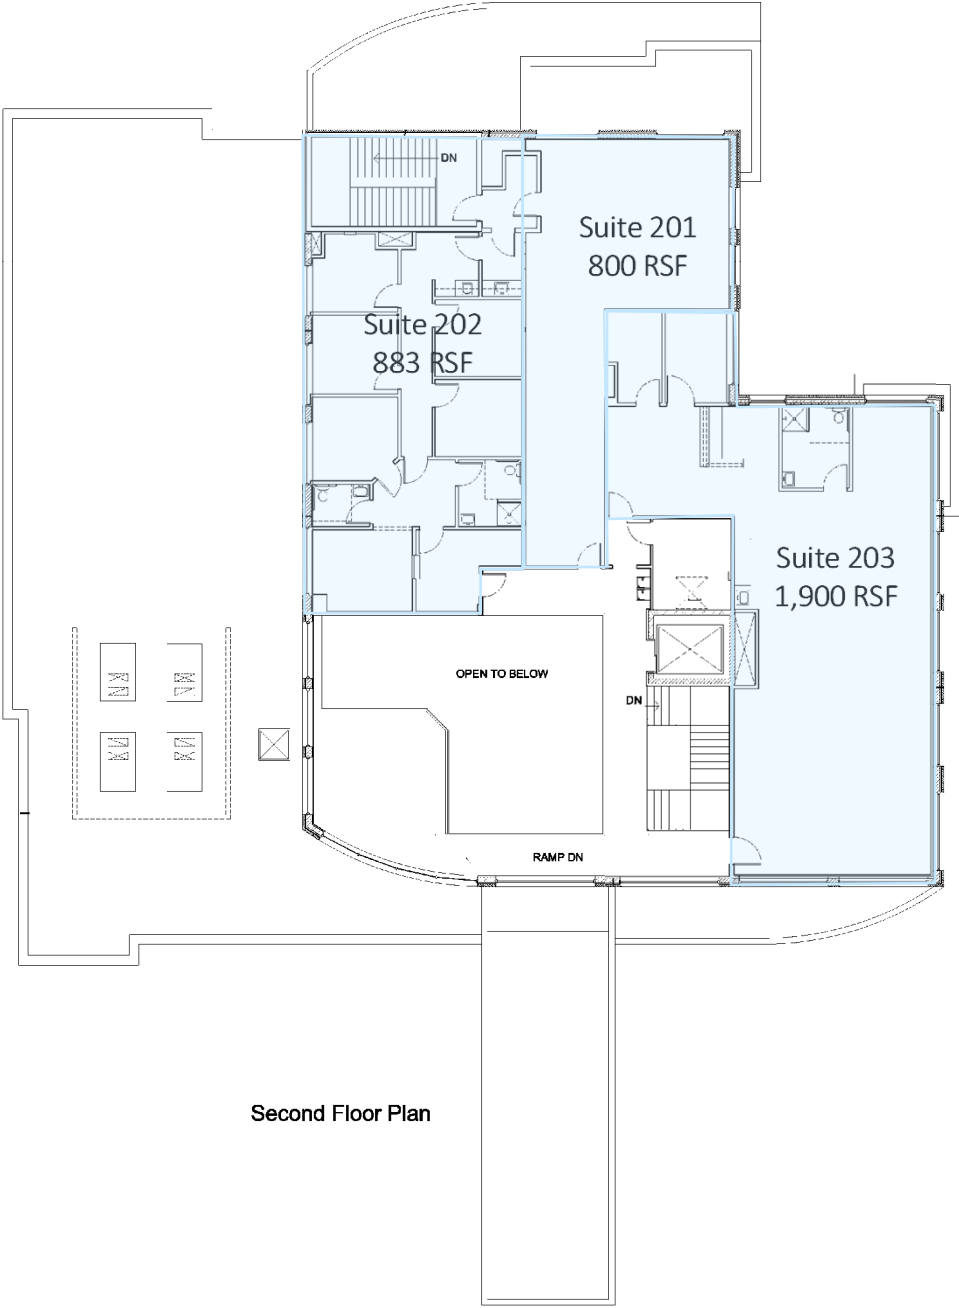 DN
Suite 201
800 RSF
Suite 202
883 RSF
Suite 203
1,900 RSF
OPEN TO BELOW
DN
RAMP DN
Second Floor Plan